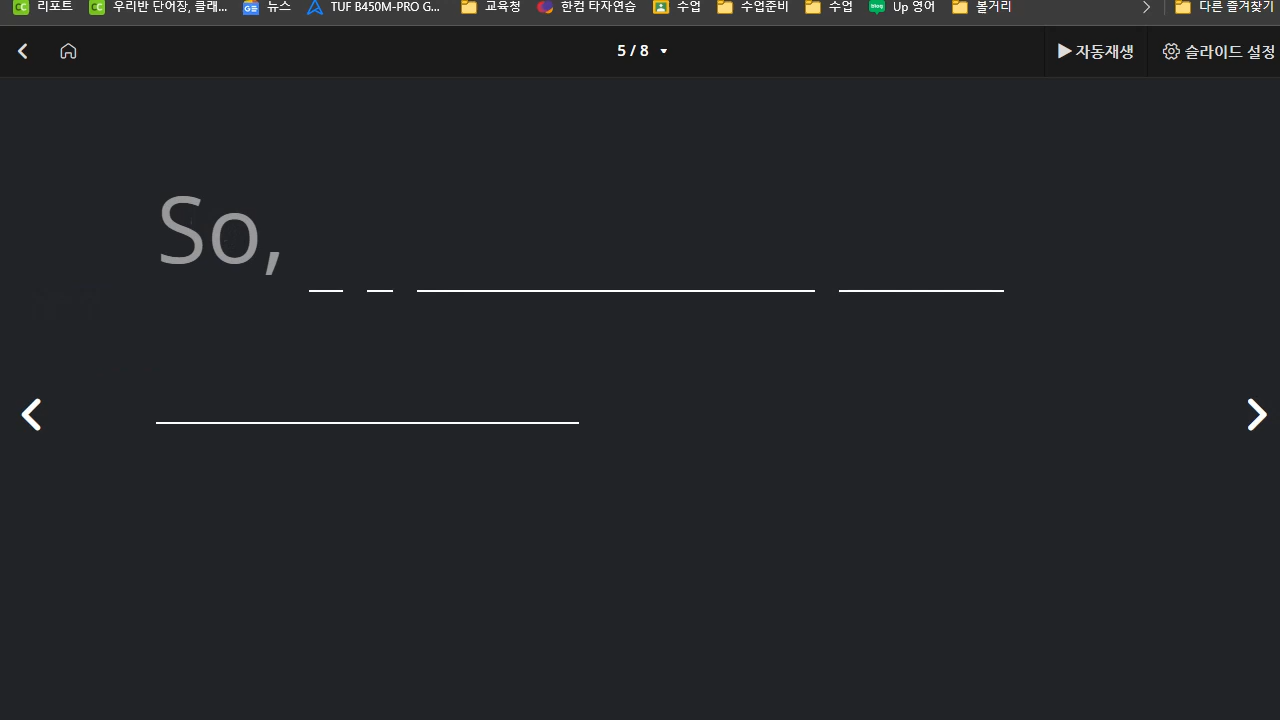 리포트 우리반 단어장, 클래... 뉴스 TUF B450M-PRO G... 교육청 한컴 타자연습 수업 수업준비 수업 Up 영어 볼거리 다른 즐겨찾기
5 / 8 ▶ 자동재생 슬라이드 설정
So,